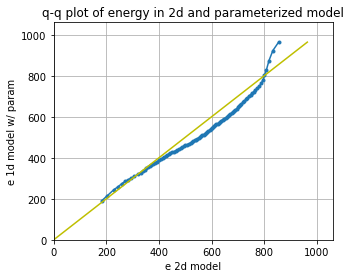 q-q plot of energy in 2d and parameterized model
1000
800
600
400
200
0
e 1d model w/ param
0 200 400 600 800 1000
e 2d model